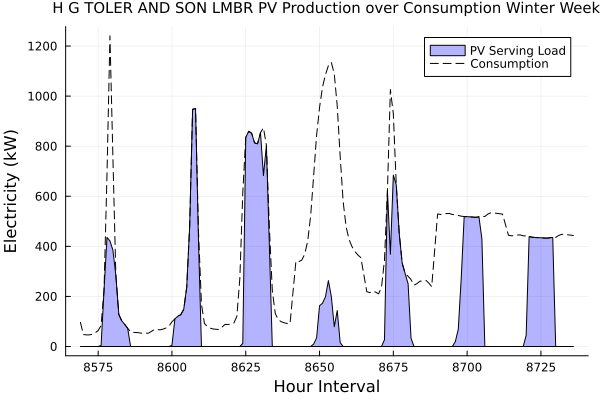 H G TOLER AND SON LMBR PV Production over Consumption Winter Week
PV Serving Load
Consumption
Electricity (kW)
1200
1000
800
600
400
200
0
8575 8600 8625 8650 8675 8700 8725
Hour Interval